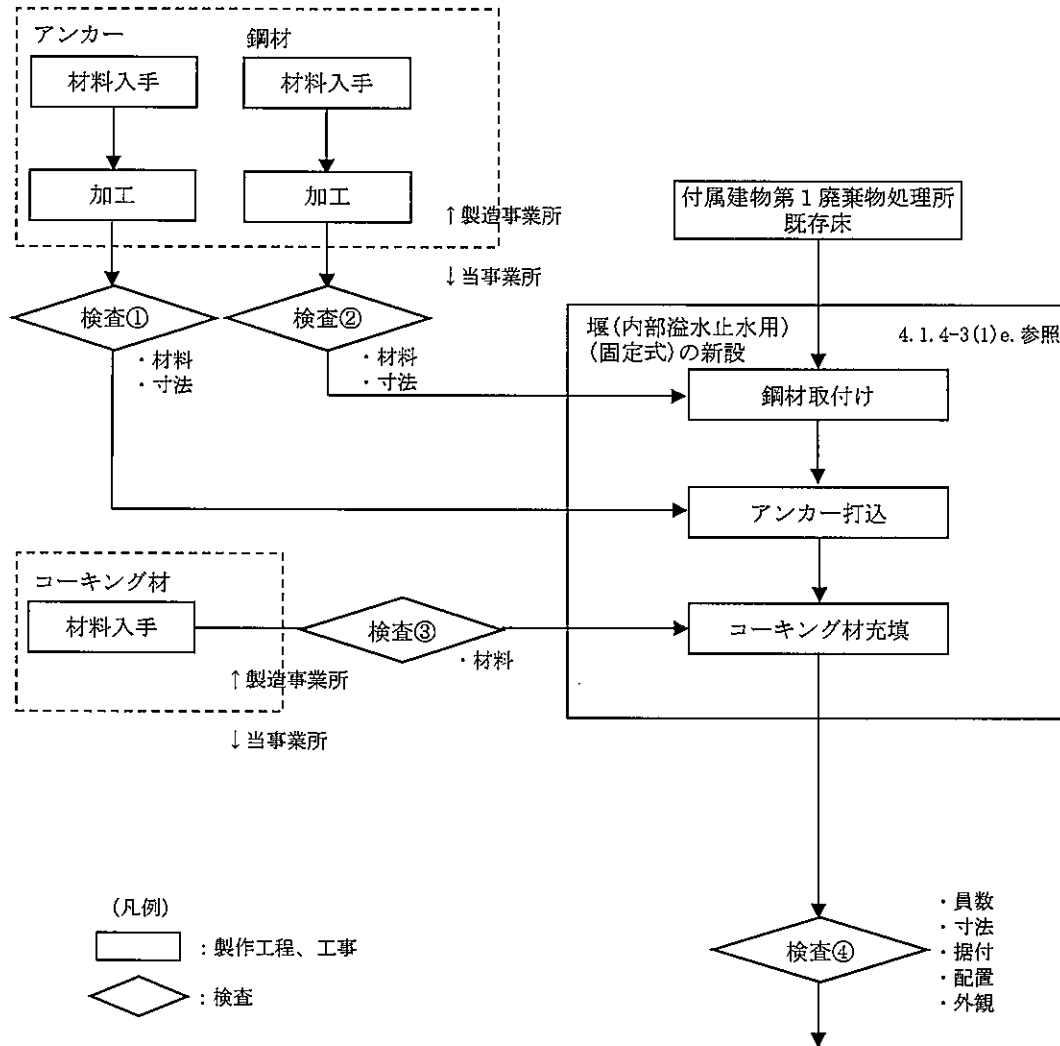 アンカー
鋼材
材料入手
材料入手
加工
加工
↑製造事業所
↓当事業所
付属建物第1廃棄物処理所
既存床
検査①
・材料
・寸法
検査②
・材料
・寸法
堰(内部溢水止水用)
(固定式)の新設
4.1.4-3(1)e.参照
鋼材取付け
アンカー打込
コーキング材
材料入手
検査③
・材料
コーキング材充填
↑製造事業所
↓当事業所
検査④
・員数
・寸法
・据付
・配置
・外観
(凡例)
：製作工程、工事
：検査